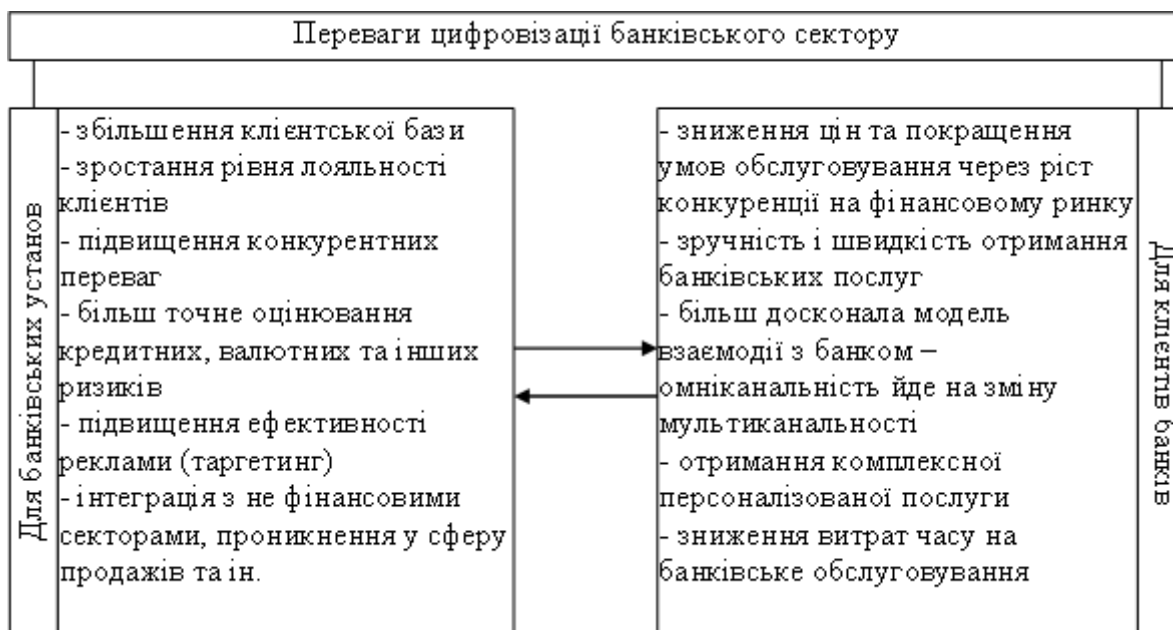 Переваги цифровізації банківського сектору
Для банківських установ
- збільшення клієнтської бази
- зростання рівня лояльності
клієнтів
- підвищення конкурентних
переваг
- більш точне оцінювання
кредитних, валютних та інших
ризиків
- підвищення ефективності
реклами (таргетинг)
- інтеграція з не фінансовими
секторами, проникнення у сферу
продажів та ін.
- зниження цін та покращення
умов обслуговування через ріст
конкуренції на фінансовому ринку
- зручність і швидкість отримання
банківських послуг
- більш досконала модель
взаємодії з банком –
омніканальність йде на зміну
мультиканальності
- отримання комплексної
персоналізованої послуги
- зниження витрат часу на
банківське обслуговування
Для клієнтів банків